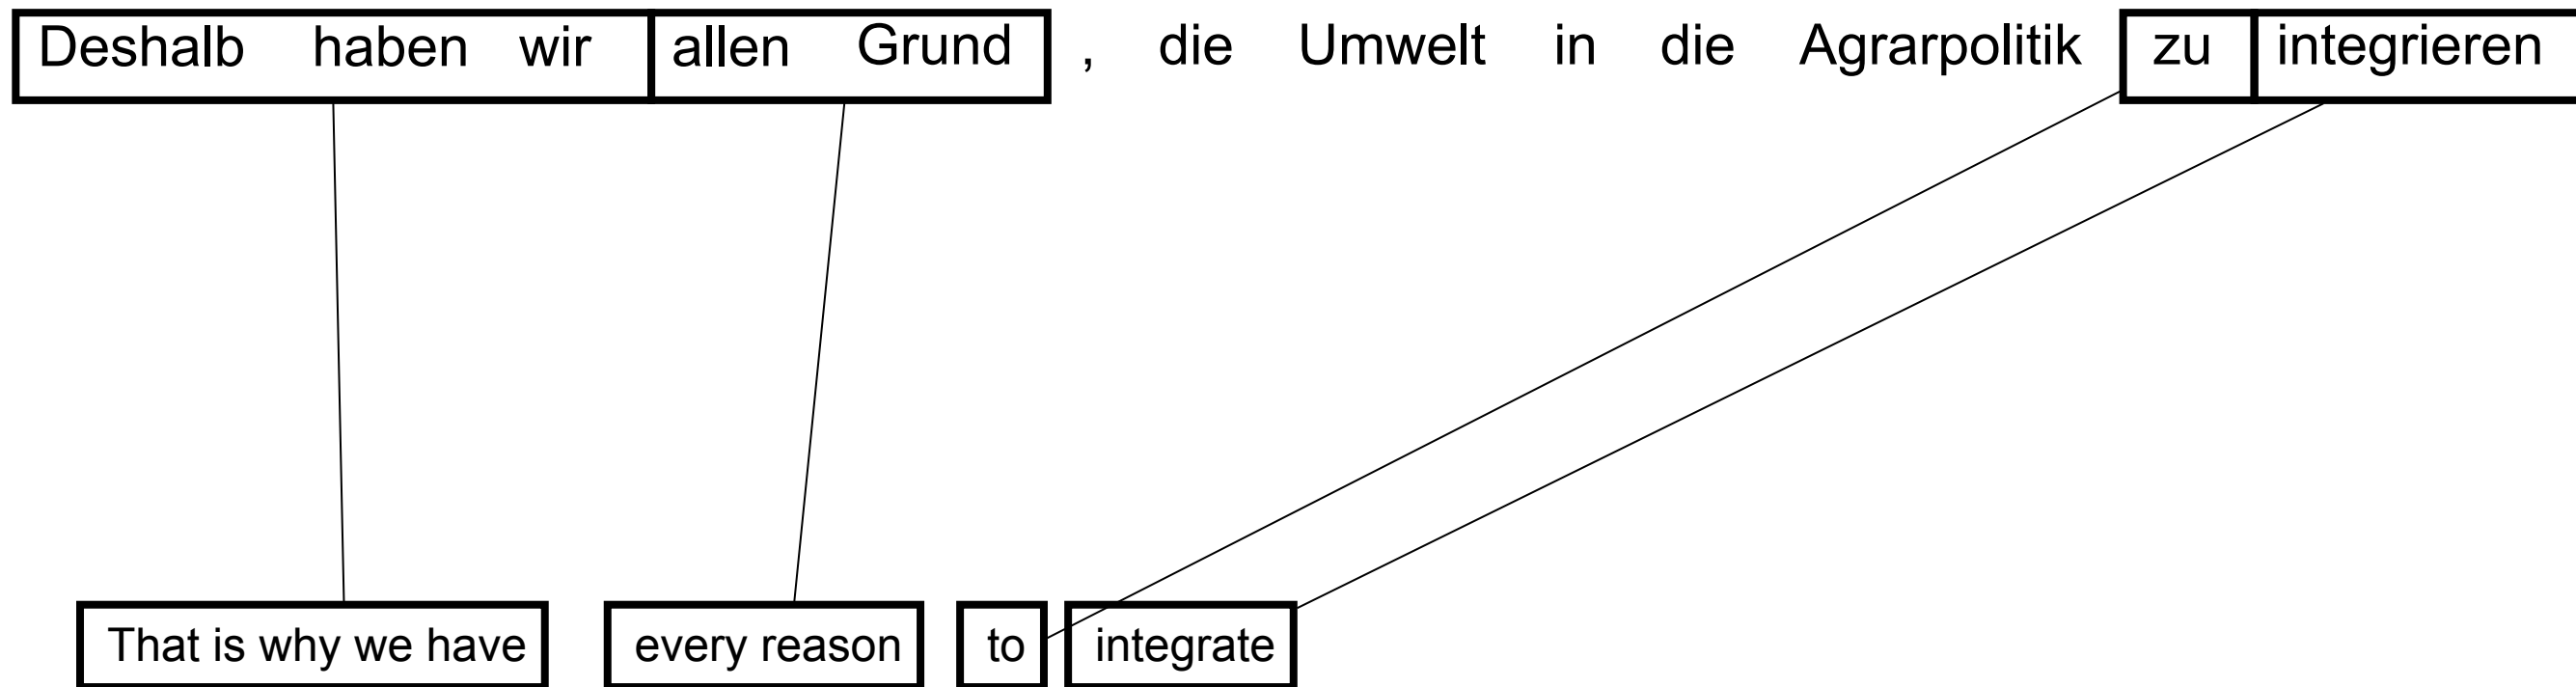 Deshalb haben wir allen Grund , die Umwelt in die Agrarpolitik zu integrieren
That is why we have every reason to integrate